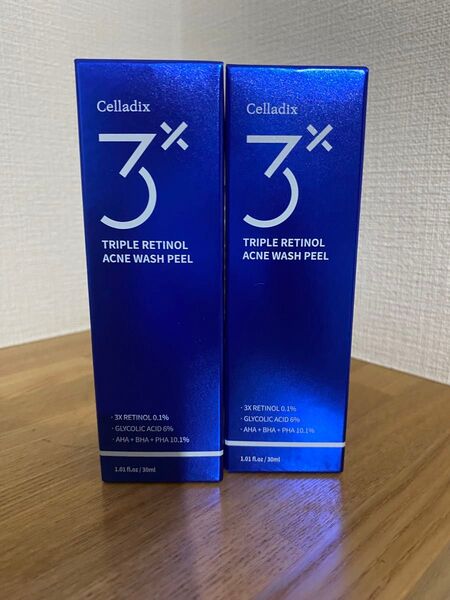 Celladix
3X
TRIPLE RETINOL
ACNE WASH PEEL
· 3X RETINOL 0.1%
· GLYCOLIC ACID 6%
· AHA + BHA + PHA 10.1%
1.01 fl.oz / 30ml
Celladix
3X
TRIPLE RETINOL
ACNE WASH PEEL
· 3X RETINOL 0.1%
· GLYCOLIC ACID 6%
· AHA + BHA + PHA 10.1%
1.01 fl.oz / 30ml